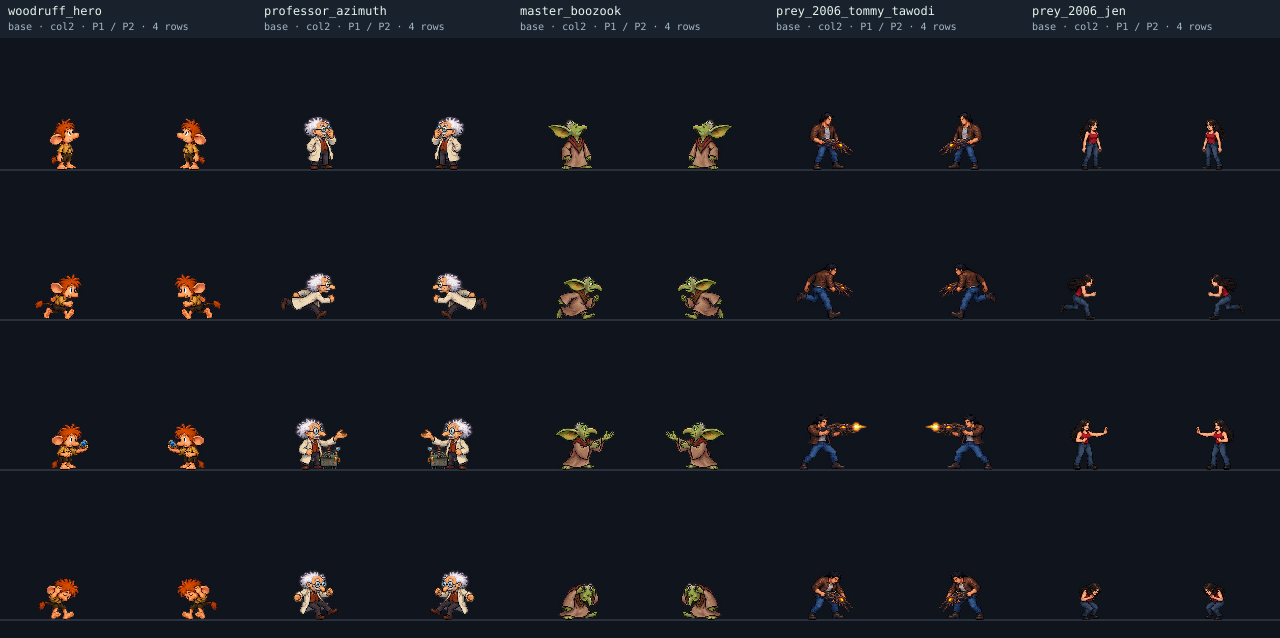 woodruff_hero
base · col2 · P1 / P2 · 4 rows
professor_azimuth
base · col2 · P1 / P2 · 4 rows
master_boozook
base · col2 · P1 / P2 · 4 rows
prey_2006_tommy_tawodi
base · col2 · P1 / P2 · 4 rows
prey_2006_jen
base · col2 · P1 / P2 · 4 rows